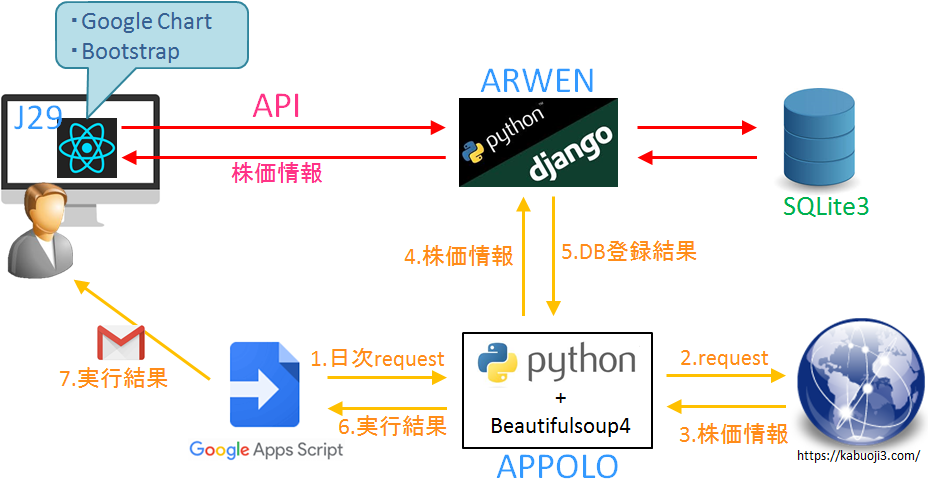 ・Google Chart
・Bootstrap
J29
API
株価情報
ARWEN
python™
django
SQLite3
4.株価情報
5.DB登録結果
7.実行結果
Google Apps Script
1.日次request
6.実行結果
python
+
Beautifulsoup4
APPOLO
2.request
3.株価情報
https://kabuoji3.com/